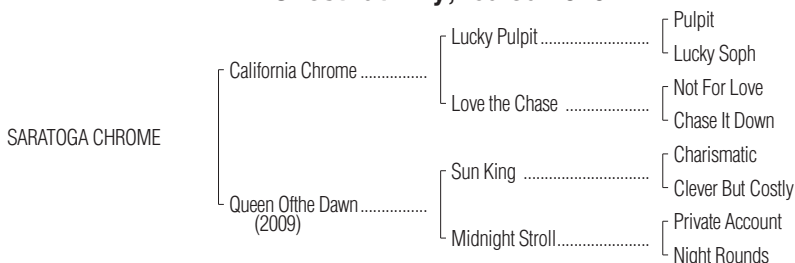 Lucky Pulpit.....................
Pulpit
Lucky Soph
California Chrome ................
Love the Chase .....................
Not For Love
Chase It Down
SARATOGA CHROME
Sun King .....................
Charismatic
Clever But Costly
Queen Ofthe Dawn................
(2009)
Midnight Stroll.....................
Private Account
Night Rounds